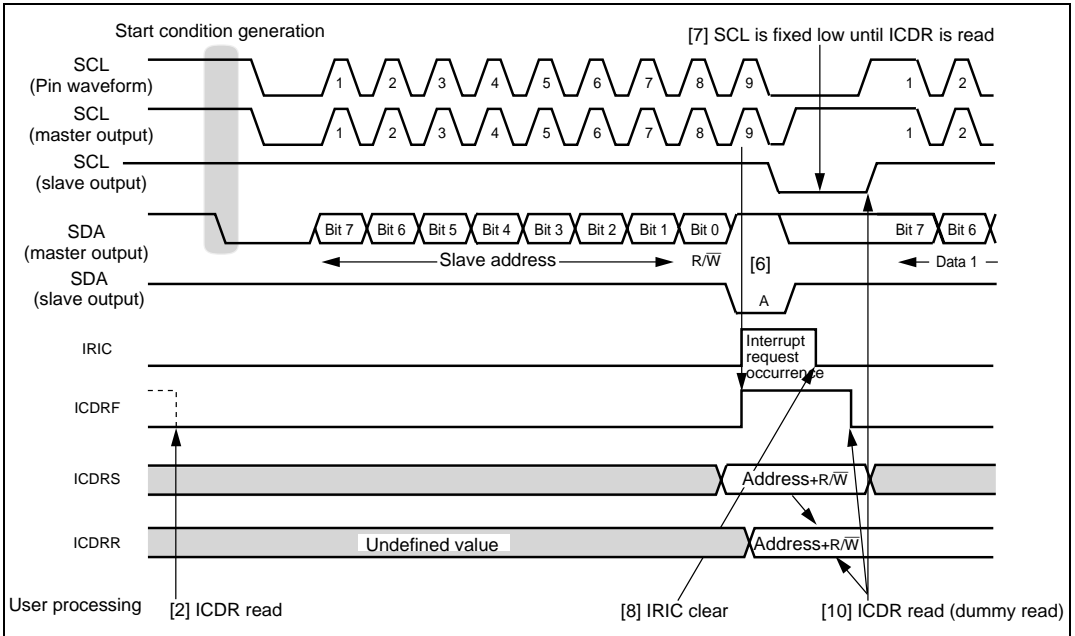 Start condition generation
[7] SCL is fixed low until ICDR is read
SCL
(Pin waveform)
1 2 3 4 5 6 7 8 9 1 2
SCL
(master output)
1 2 3 4 5 6 7 8 9 1 2
SCL
(slave output)
SDA
(master output)
Bit 7 Bit 6 Bit 5 Bit 4 Bit 3 Bit 2 Bit 1 Bit 0 Bit 7 Bit 6
Slave address R/W̅ [6] Data 1
SDA
(slave output)
A
IRIC
Interrupt
request
occurrence
ICDRF
ICDRS
Address+R/W̅
ICDRR
Undefined value
Address+R/W̅
User processing [2] ICDR read [8] IRIC clear [10] ICDR read (dummy read)